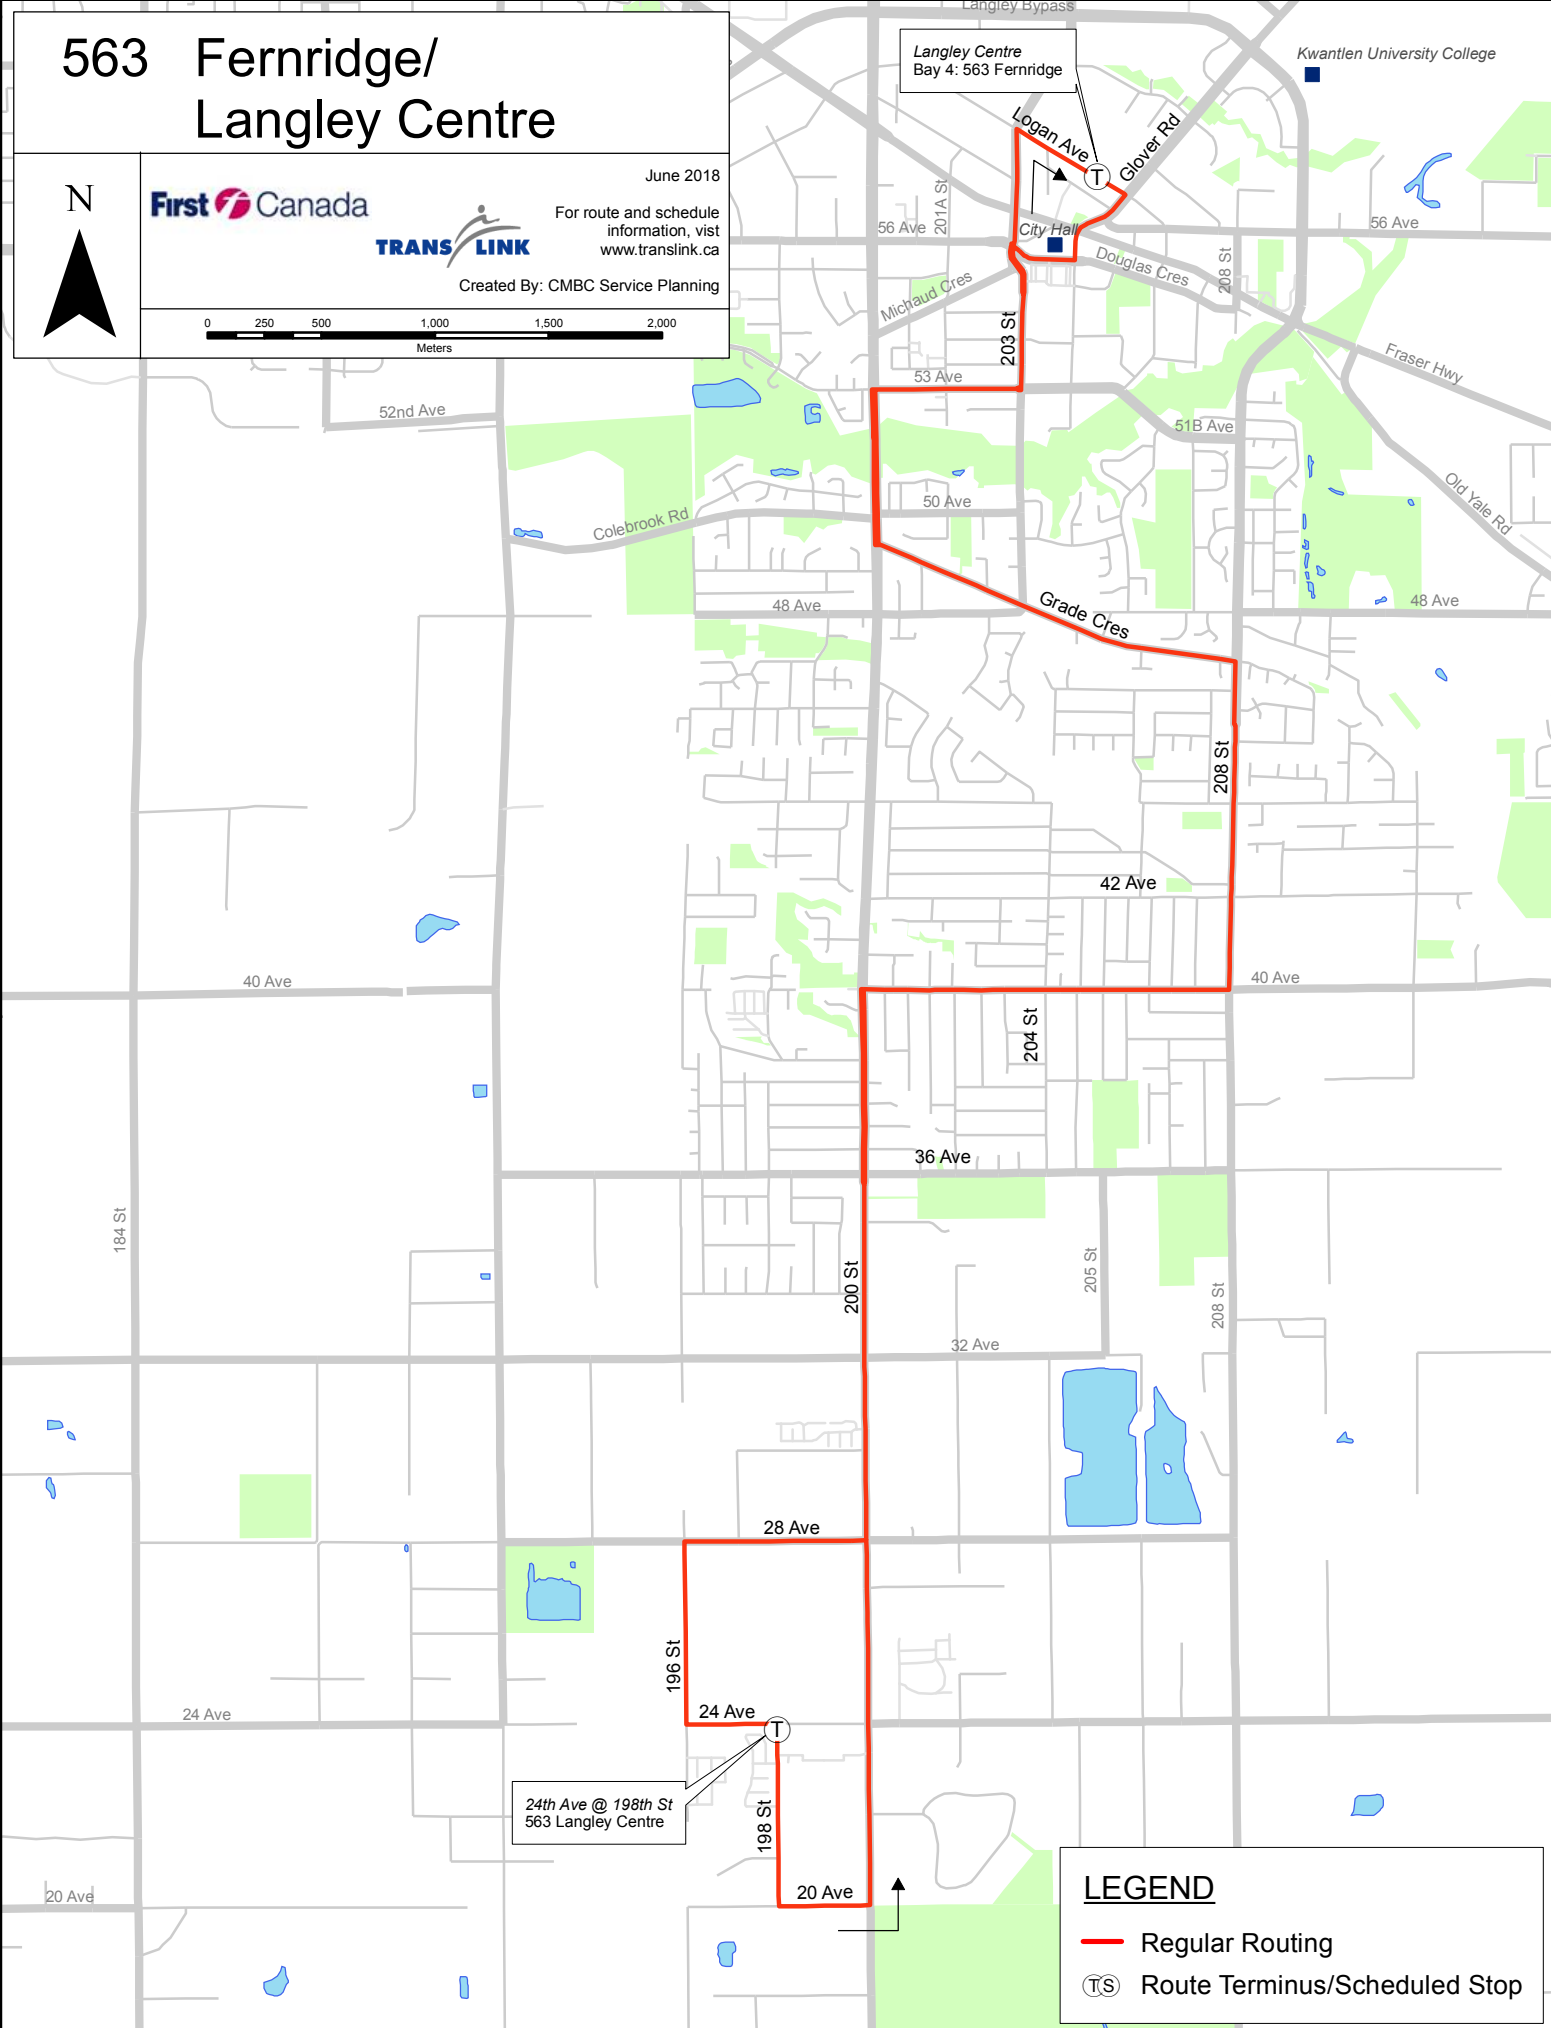 563 Fernridge/
Langley Centre
N
First Canada
TRANS LINK
June 2018
For route and schedule
information, vist
www.translink.ca
Created By: CMBC Service Planning
0 250 500 1,000 1,500 2,000
Meters
Langley Bypass
Langley Centre
Bay 4: 563 Fernridge
Kwantlen University College
Logan Ave
Glover Rd
T
201A St
56 Ave
City Hall
56 Ave
Douglas Cres
208 St
Michaud Cres
203 St
Fraser Hwy
53 Ave
52nd Ave
51B Ave
50 Ave
Old Yale Rd
Colebrook Rd
48 Ave
Grade Cres
48 Ave
208 St
42 Ave
40 Ave
40 Ave
204 St
36 Ave
184 St
200 St
205 St
208 St
32 Ave
28 Ave
196 St
24 Ave
24 Ave
T
24th Ave @ 198th St
563 Langley Centre
198 St
20 Ave
20 Ave
LEGEND
Regular Routing
TS Route Terminus/Scheduled Stop